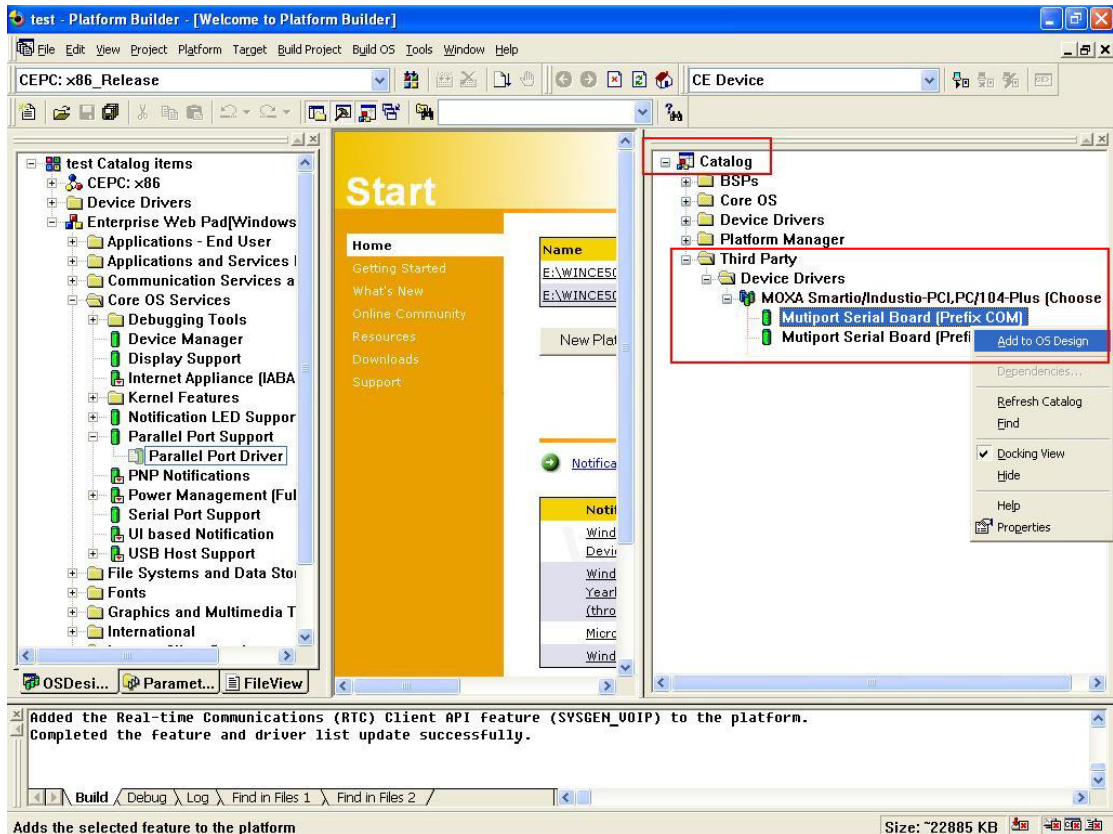 test - Platform Builder - [Welcome to Platform Builder]
File Edit View Project Platform Target Build Project Build OS Tools Window Help
CEPC: x86_Release
CE Device
test Catalog items
CEPC: x86
Device Drivers
Enterprise Web Pad[Windows
Applications - End User
Applications and Services
Communication Services a
Core OS Services
Debugging Tools
Device Manager
Display Support
Internet Appliance (IABA
Kernel Features
Notification LED Suppor
Parallel Port Support
Parallel Port Driver
PNP Notifications
Power Management (Ful
Serial Port Support
UI based Notification
USB Host Support
File Systems and Data Sto
Fonts
Graphics and Multimedia T
International
OSDesi... Paramet... FileView
Start
Home
Getting Started
What's New
Online Community
Resources
Downloads
Support
Name
E:\WINCE50
E:\WINCE50
New Plat
Notifica
Notif
Wind
Devi
Wind
Year
(thro
Micro
Wind
Catalog
BSPs
Core OS
Device Drivers
Platform Manager
Third Party
Device Drivers
MOXA Smartio/Industio-PCI,PC/104-Plus (Choose
Mutiport Serial Board (Prefix COM)
Mutiport Serial Board (Prefi
Add to OS Design
Dependencies...
Refresh Catalog
Find
Docking View
Hide
Help
Properties
Added the Real-time Communications (RTC) Client API feature (SYSGEN_VOIP) to the platform.
Completed the feature and driver list update successfully.
Build Debug Log Find in Files 1 Find in Files 2
Adds the selected feature to the platform
Size: ~22885 KB